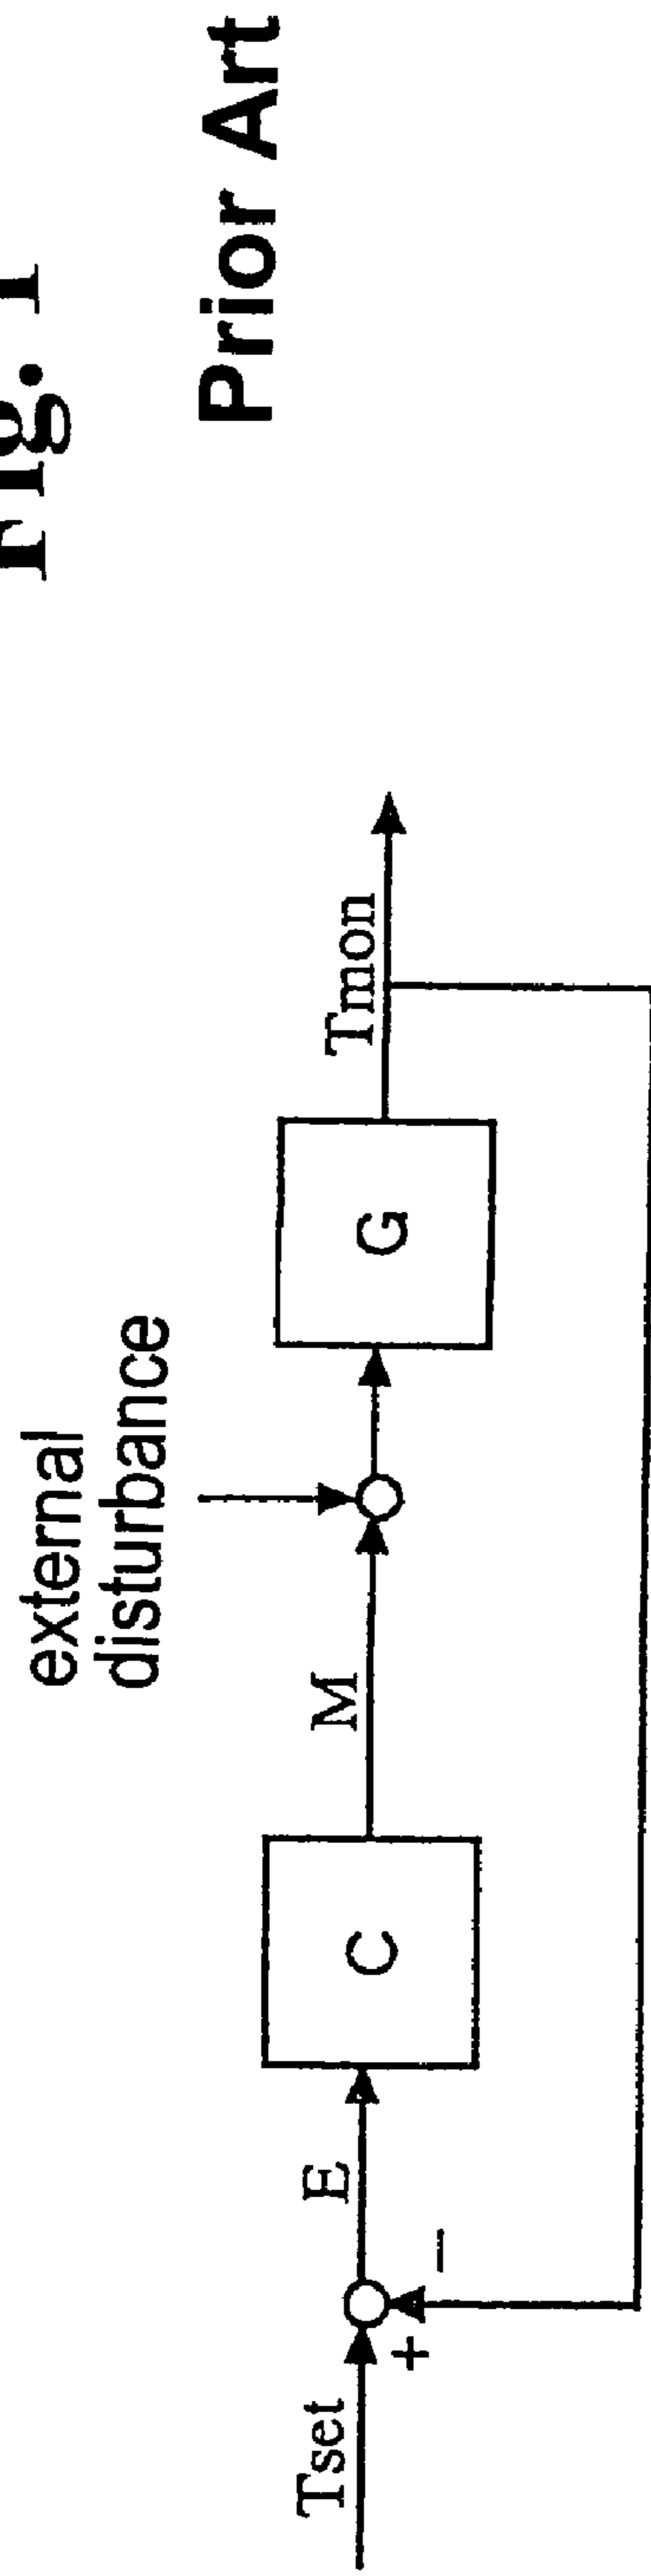 Fig. 1
Prior Art
external
disturbance
Tset
+
−
E
C
M
G
Tmon